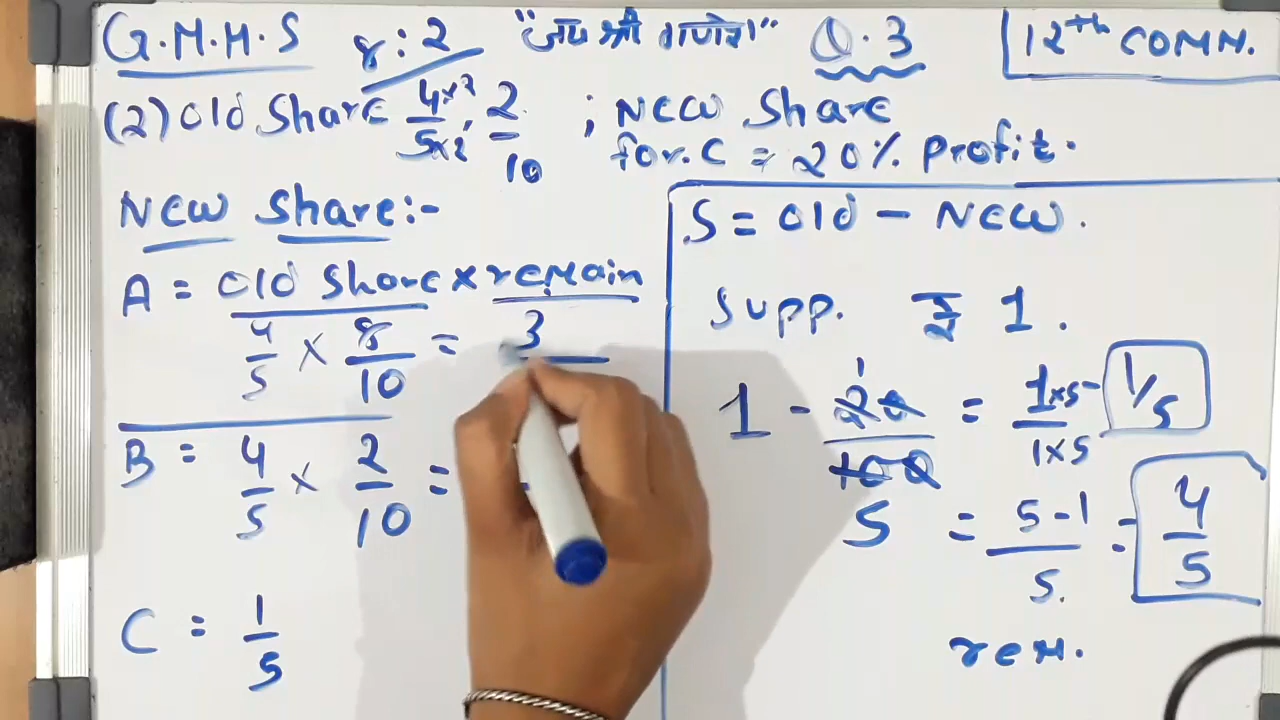 G.M.H.S 8:2 "जय श्री गणेश" Q.3 12th COMM.
(2) Old Share 4×2/5×2, 2/10 ; New Share
for. C = 20% Profit.
New Share:-
A = Old Share × remain
4/5 × 8/10 = 3
B = 4/5 × 2/10 =
C = 1/5
S = Old - New.
Supp. 1.
1 - 20/100 = 1×5/1×5 - 1/5
1
5 = 5-1/5. = 4/5
rem.